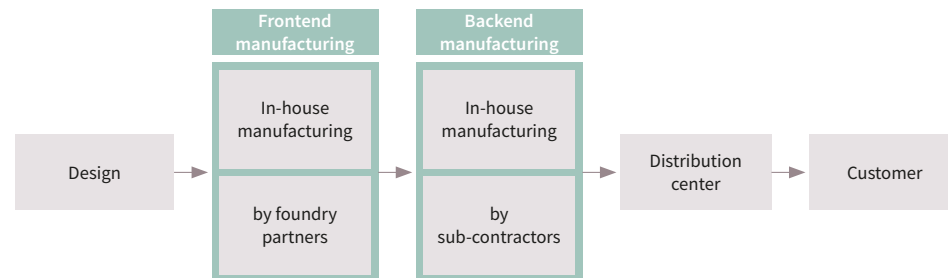 Frontend
manufacturing
Backend
manufacturing
In-house
manufacturing
In-house
manufacturing
Design
Distribution
center
Customer
by foundry
partners
by
sub-contractors